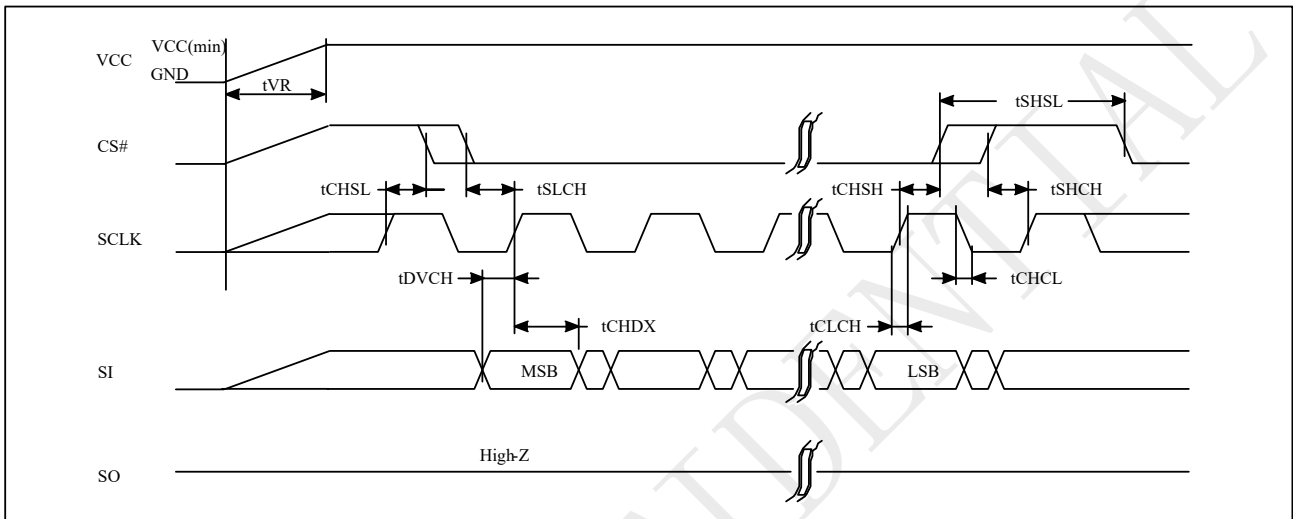 VCC(min)
VCC
GND
tVR
tSHSL
CS#
tCHSL
tSLCH
tCHSH
tSHCH
SCLK
tDVCH
tCHCL
tCHDX
tCLCH
SI
MSB
LSB
High-Z
SO